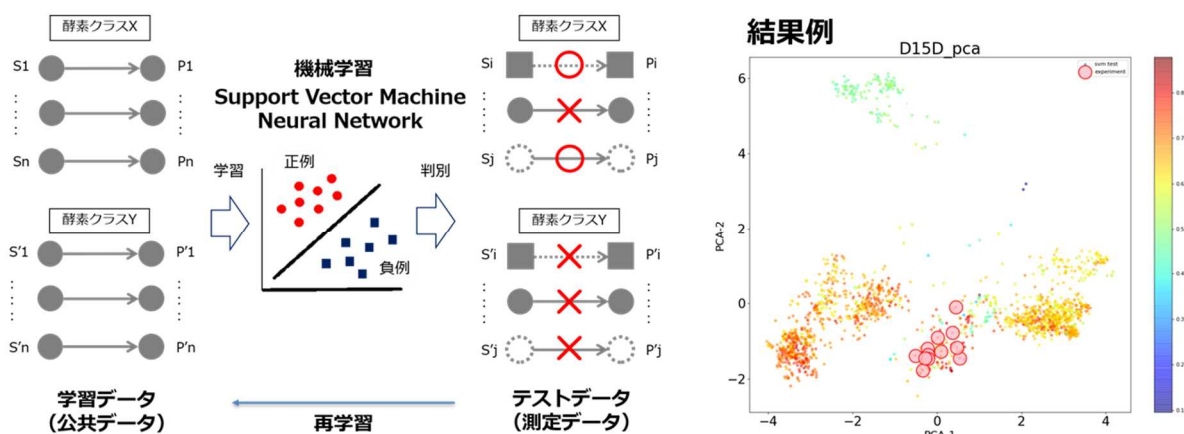 酵素クラスX
S1
P1
Sn
Pn
酵素クラスY
S'1
P'1
S'n
P'n
学習データ
(公共データ)
機械学習
Support Vector Machine
Neural Network
学習
正例
負例
判別
再学習
酵素クラスX
Si
Pi
Sj
Pj
酵素クラスY
S'i
P'i
S'j
P'j
テストデータ
(測定データ)
結果例
D15D_pca
svm test
experiment
PCA-2
6
4
2
0
−2
−4
−2
0
2
4
PCA-1
0.8
0.7
0.6
0.5
0.4
0.3
0.2
0.1